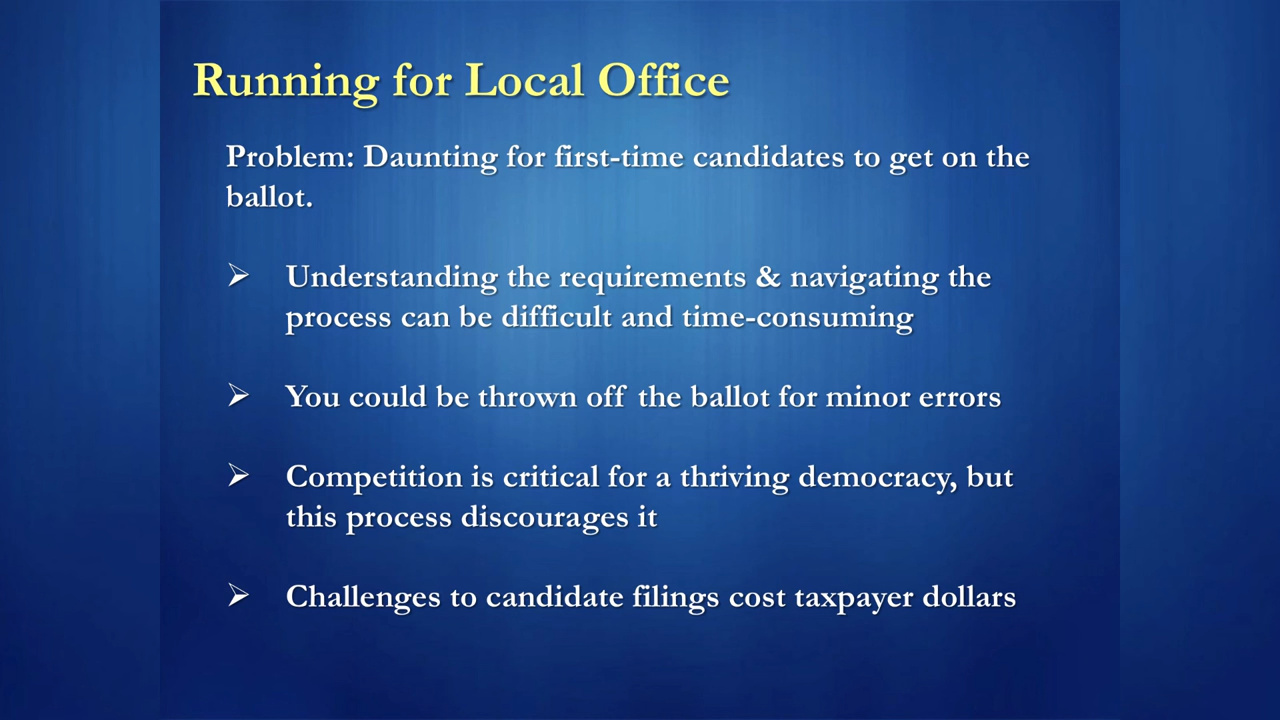 Running for Local Office
Problem: Daunting for first-time candidates to get on the
ballot.
➢ Understanding the requirements & navigating the
process can be difficult and time-consuming
➢ You could be thrown off the ballot for minor errors
➢ Competition is critical for a thriving democracy, but
this process discourages it
➢ Challenges to candidate filings cost taxpayer dollars